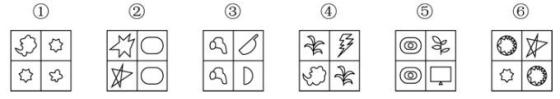 ① ② ③ ④ ⑤ ⑥